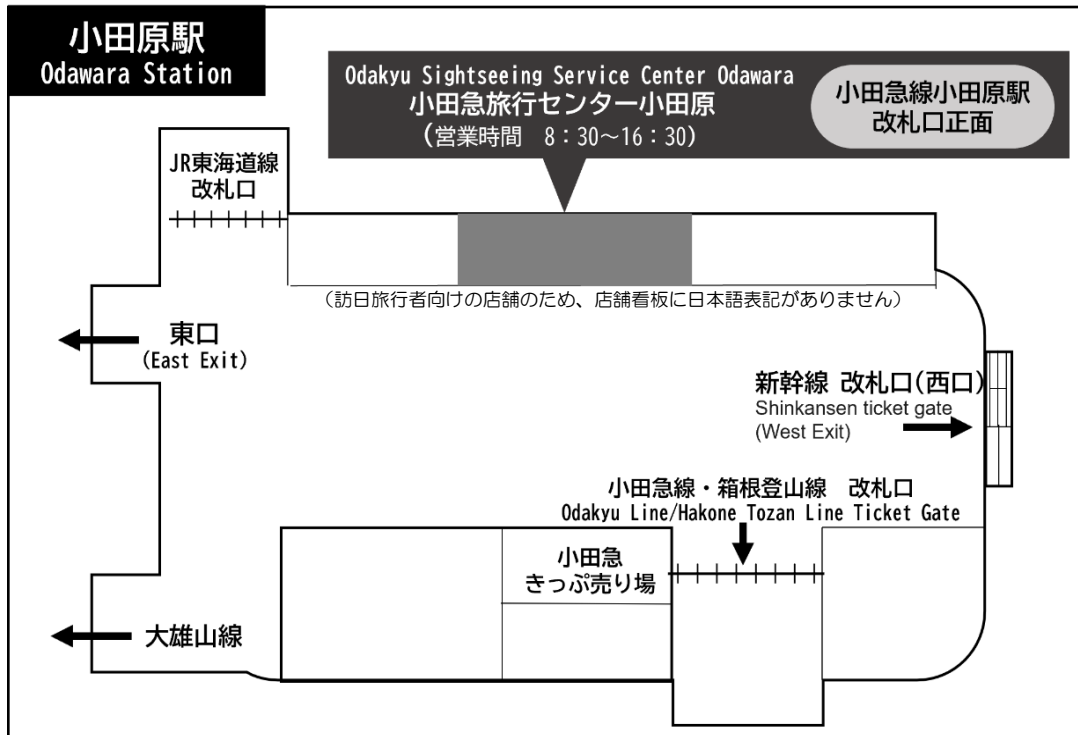 小田原駅
Odawara Station
Odakyu Sightseeing Service Center Odawara
小田急旅行センター小田原
(営業時間 8：30～16：30)
小田急線小田原駅
改札口正面
JR東海道線
改札口
(訪日旅行者向けの店舗のため、店舗看板に日本語表記がありません)
東口
(East Exit)
新幹線 改札口(西口)
Shinkansen ticket gate
(West Exit)
小田急線・箱根登山線 改札口
Odakyu Line/Hakone Tozan Line Ticket Gate
小田急
きっぷ売り場
大雄山線